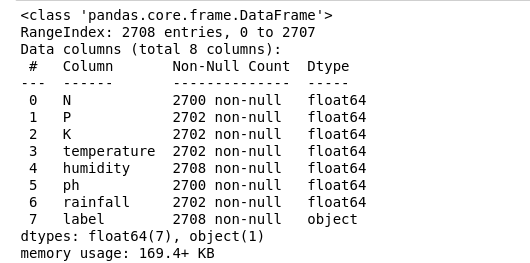 <class 'pandas.core.frame.DataFrame'>
RangeIndex: 2708 entries, 0 to 2707
Data columns (total 8 columns):
 #   Column       Non-Null Count  Dtype
---  ------       --------------  -----
 0   N            2700 non-null   float64
 1   P            2702 non-null   float64
 2   K            2702 non-null   float64
 3   temperature  2702 non-null   float64
 4   humidity     2708 non-null   float64
 5   ph           2700 non-null   float64
 6   rainfall     2702 non-null   float64
 7   label        2708 non-null   object
dtypes: float64(7), object(1)
memory usage: 169.4+ KB